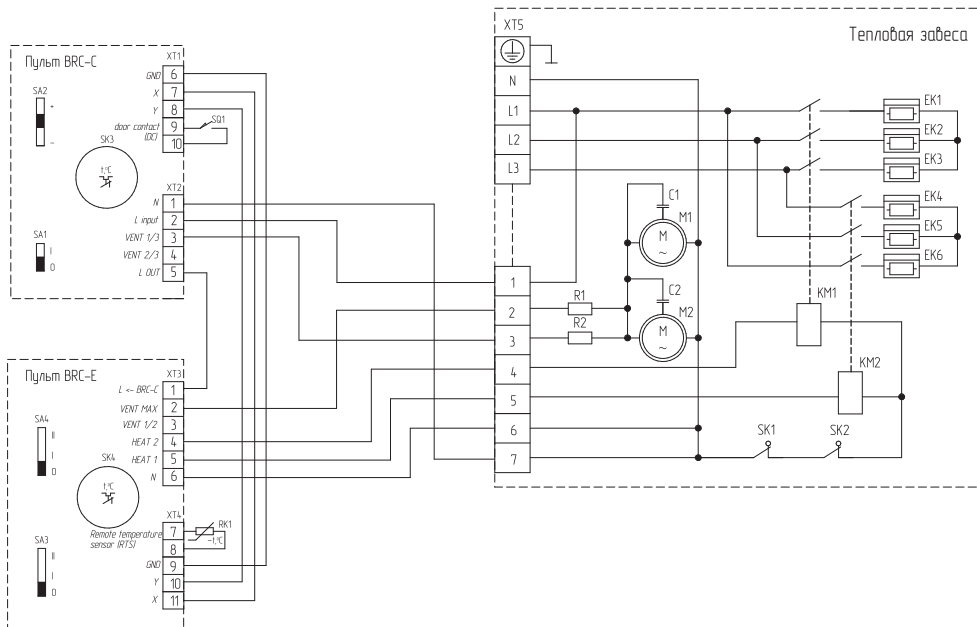 Пульт BRC-C
XT1
SA2
+
−
SK3
t,°C
GND 6
X 7
Y 8
door contact (DC) 9
10
SQ1
XT2
N 1
L input 2
VENT 1/3 3
VENT 2/3 4
L OUT 5
SA1
I
0
Пульт BRC-E
XT3
L <- BRC-C 1
VENT MAX 2
VENT 1/2 3
HEAT 2 4
HEAT 1 5
N 6
SA4
II
I
0
SK4
t,°C
XT4
Remote temperature
sensor (RTS)
7
8
GND 9
Y 10
X 11
RK1
-t,°C
SA3
II
I
0
XT5
Тепловая завеса
N
L1
L2
L3
1
2
3
4
5
6
7
R1
R2
C1
M1
M
~
C2
M2
M
~
EK1
EK2
EK3
EK4
EK5
EK6
KM1
KM2
SK1
SK2